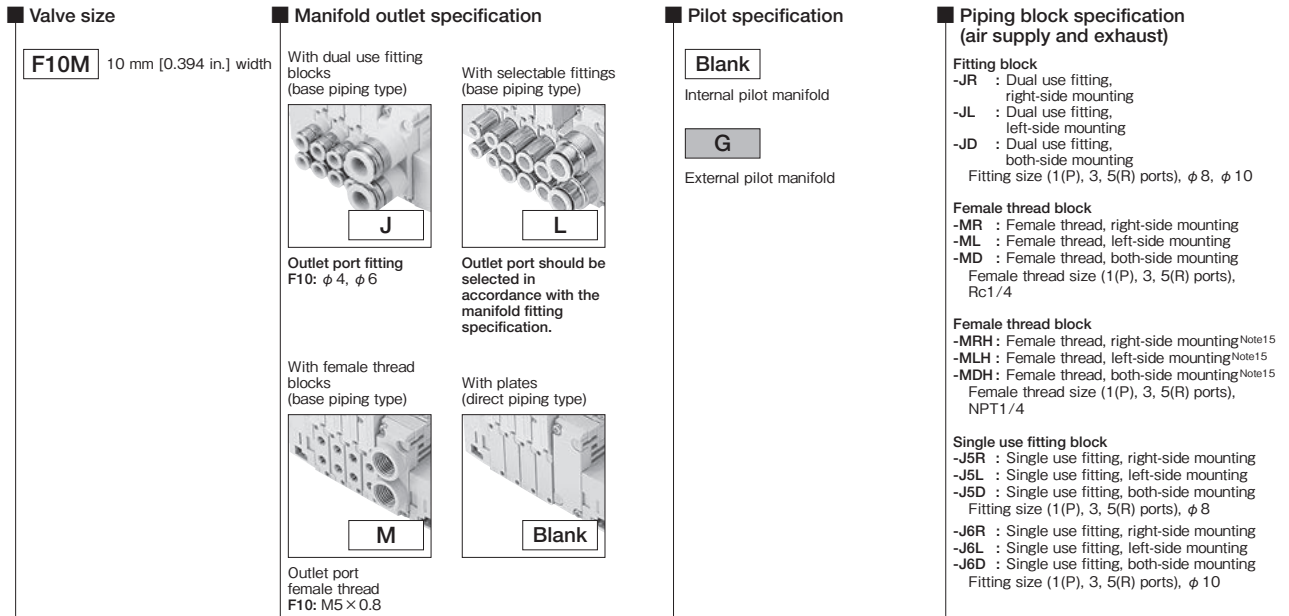 Valve size
F10M 10 mm [0.394 in.] width
Manifold outlet specification
With dual use fitting
blocks
(base piping type)
J
Outlet port fitting
F10: φ4, φ6
With selectable fittings
(base piping type)
L
Outlet port should be
selected in
accordance with the
manifold fitting
specification.
With female thread
blocks
(base piping type)
M
Outlet port
female thread
F10: M5×0.8
With plates
(direct piping type)
Blank
Pilot specification
Blank
Internal pilot manifold
G
External pilot manifold
Piping block specification
(air supply and exhaust)
Fitting block
-JR : Dual use fitting,
right-side mounting
-JL : Dual use fitting,
left-side mounting
-JD : Dual use fitting,
both-side mounting
Fitting size (1(P), 3, 5(R) ports), φ8, φ10
Female thread block
-MR : Female thread, right-side mounting
-ML : Female thread, left-side mounting
-MD : Female thread, both-side mounting
Female thread size (1(P), 3, 5(R) ports),
Rc1/4
Female thread block
-MRH : Female thread, right-side mounting Note15
-MLH : Female thread, left-side mounting Note15
-MDH : Female thread, both-side mounting Note15
Female thread size (1(P), 3, 5(R) ports),
NPT1/4
Single use fitting block
-J5R : Single use fitting, right-side mounting
-J5L : Single use fitting, left-side mounting
-J5D : Single use fitting, both-side mounting
Fitting size (1(P), 3, 5(R) ports), φ8
-J6R : Single use fitting, right-side mounting
-J6L : Single use fitting, left-side mounting
-J6D : Single use fitting, both-side mounting
Fitting size (1(P), 3, 5(R) ports), φ10